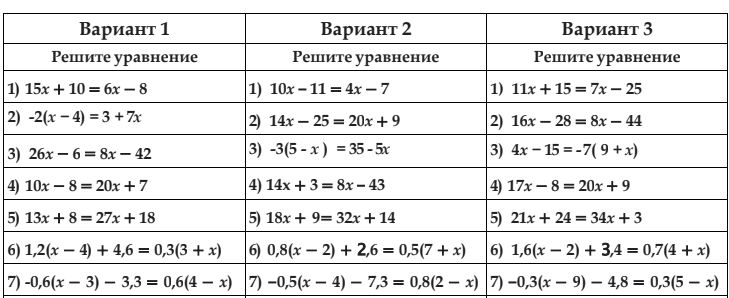 Вариант 1 Вариант 2 Вариант 3
Решите уравнение Решите уравнение Решите уравнение
1) 15x + 10 = 6x − 8 1) 10x – 11 = 4x − 7 1) 11x + 15 = 7x − 25
2) -2(x − 4) = 3 + 7x 2) 14x − 25 = 20x + 9 2) 16x − 28 = 8x − 44
3) 26x − 6 = 8x − 42 3) -3(5 - x ) = 35 - 5x 3) 4x − 15 = -7( 9 + x)
4) 10x − 8 = 20x + 7 4) 14x + 3 = 8x – 43 4) 17x − 8 = 20x + 9
5) 13x + 8 = 27x + 18 5) 18x + 9= 32x + 14 5) 21x + 24 = 34x + 3
6) 1,2(x − 4) + 4,6 = 0,3(3 + x) 6) 0,8(x − 2) + 2,6 = 0,5(7 + x) 6) 1,6(x − 2) + 3,4 = 0,7(4 + x)
7) -0,6(x − 3) − 3,3 = 0,6(4 − x) 7) −0,5(x − 4) − 7,3 = 0,8(2 − x) 7) −0,3(x − 9) − 4,8 = 0,3(5 − x)